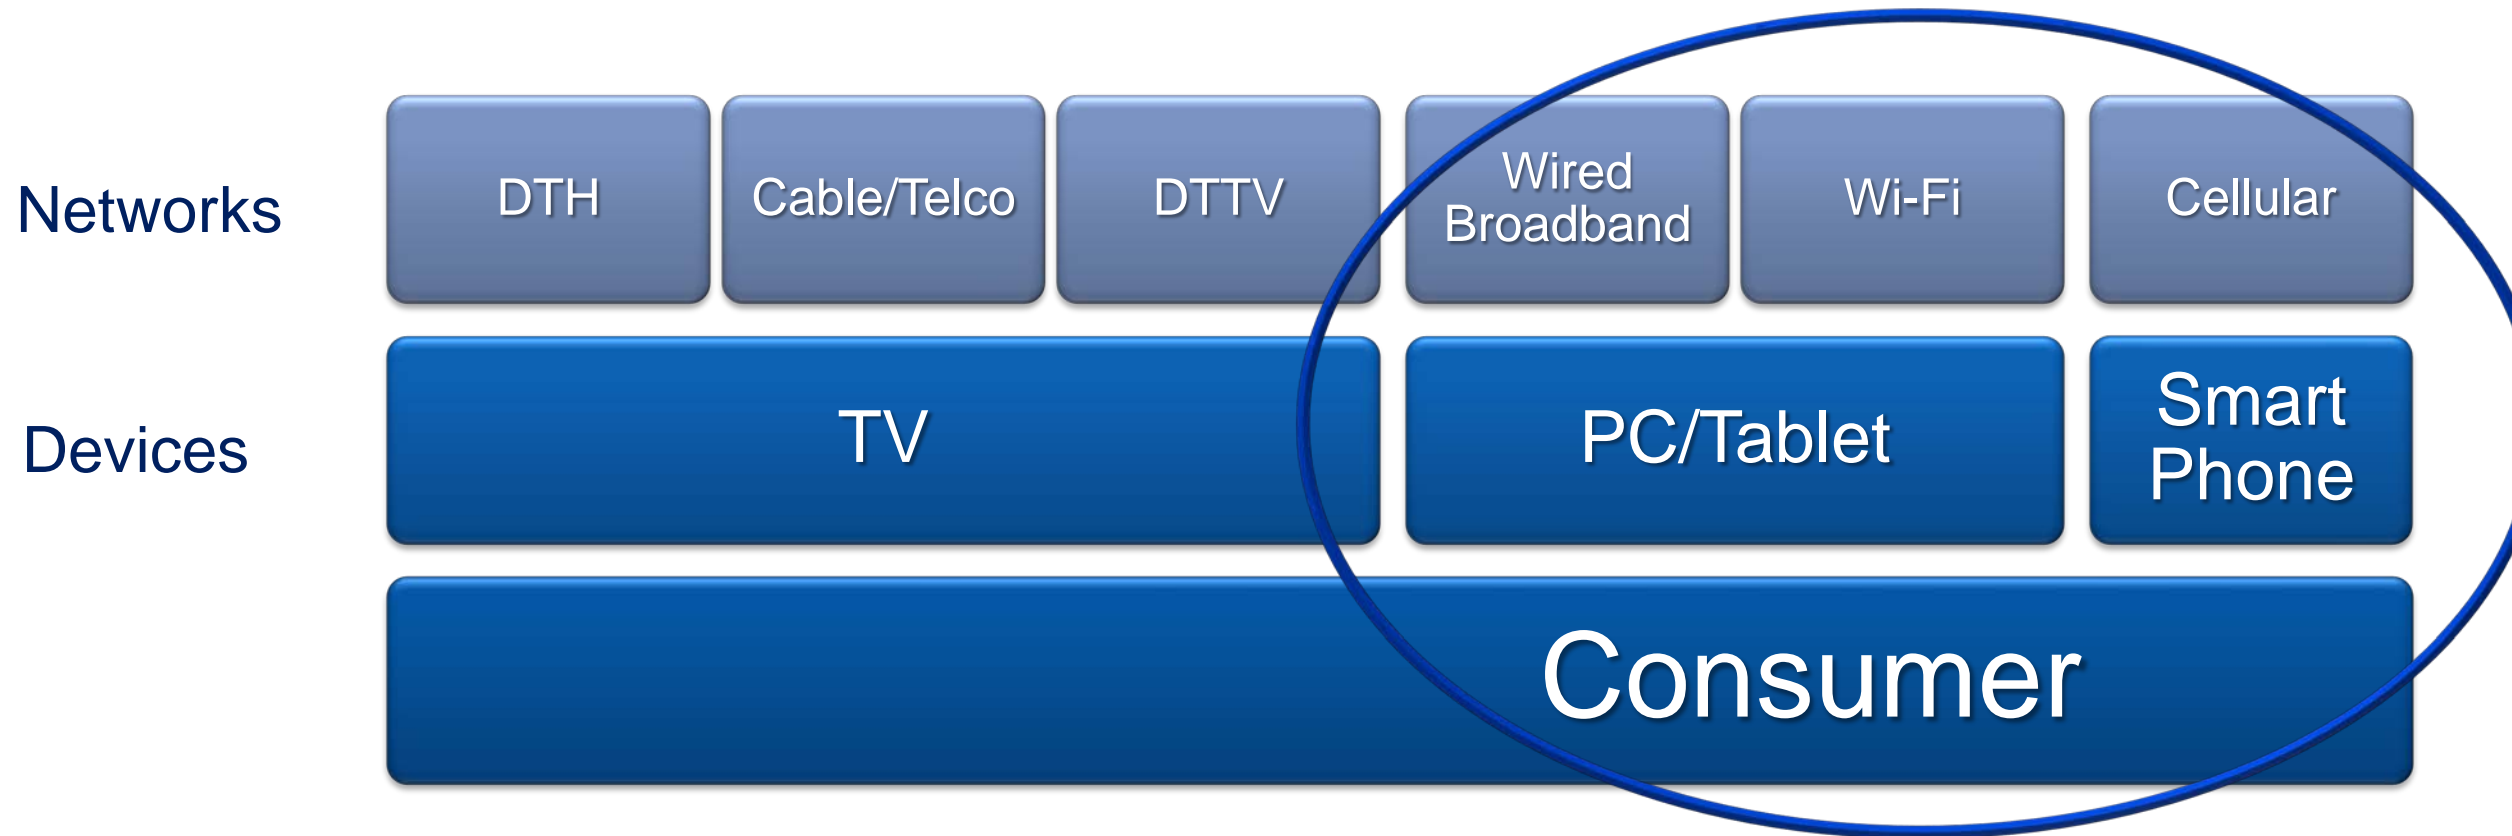 Networks
DTH
Cable/Telco
DTTV
Wired
Broadband
Wi-Fi
Cellular
Devices
TV
PC/Tablet
Smart
Phone
Consumer